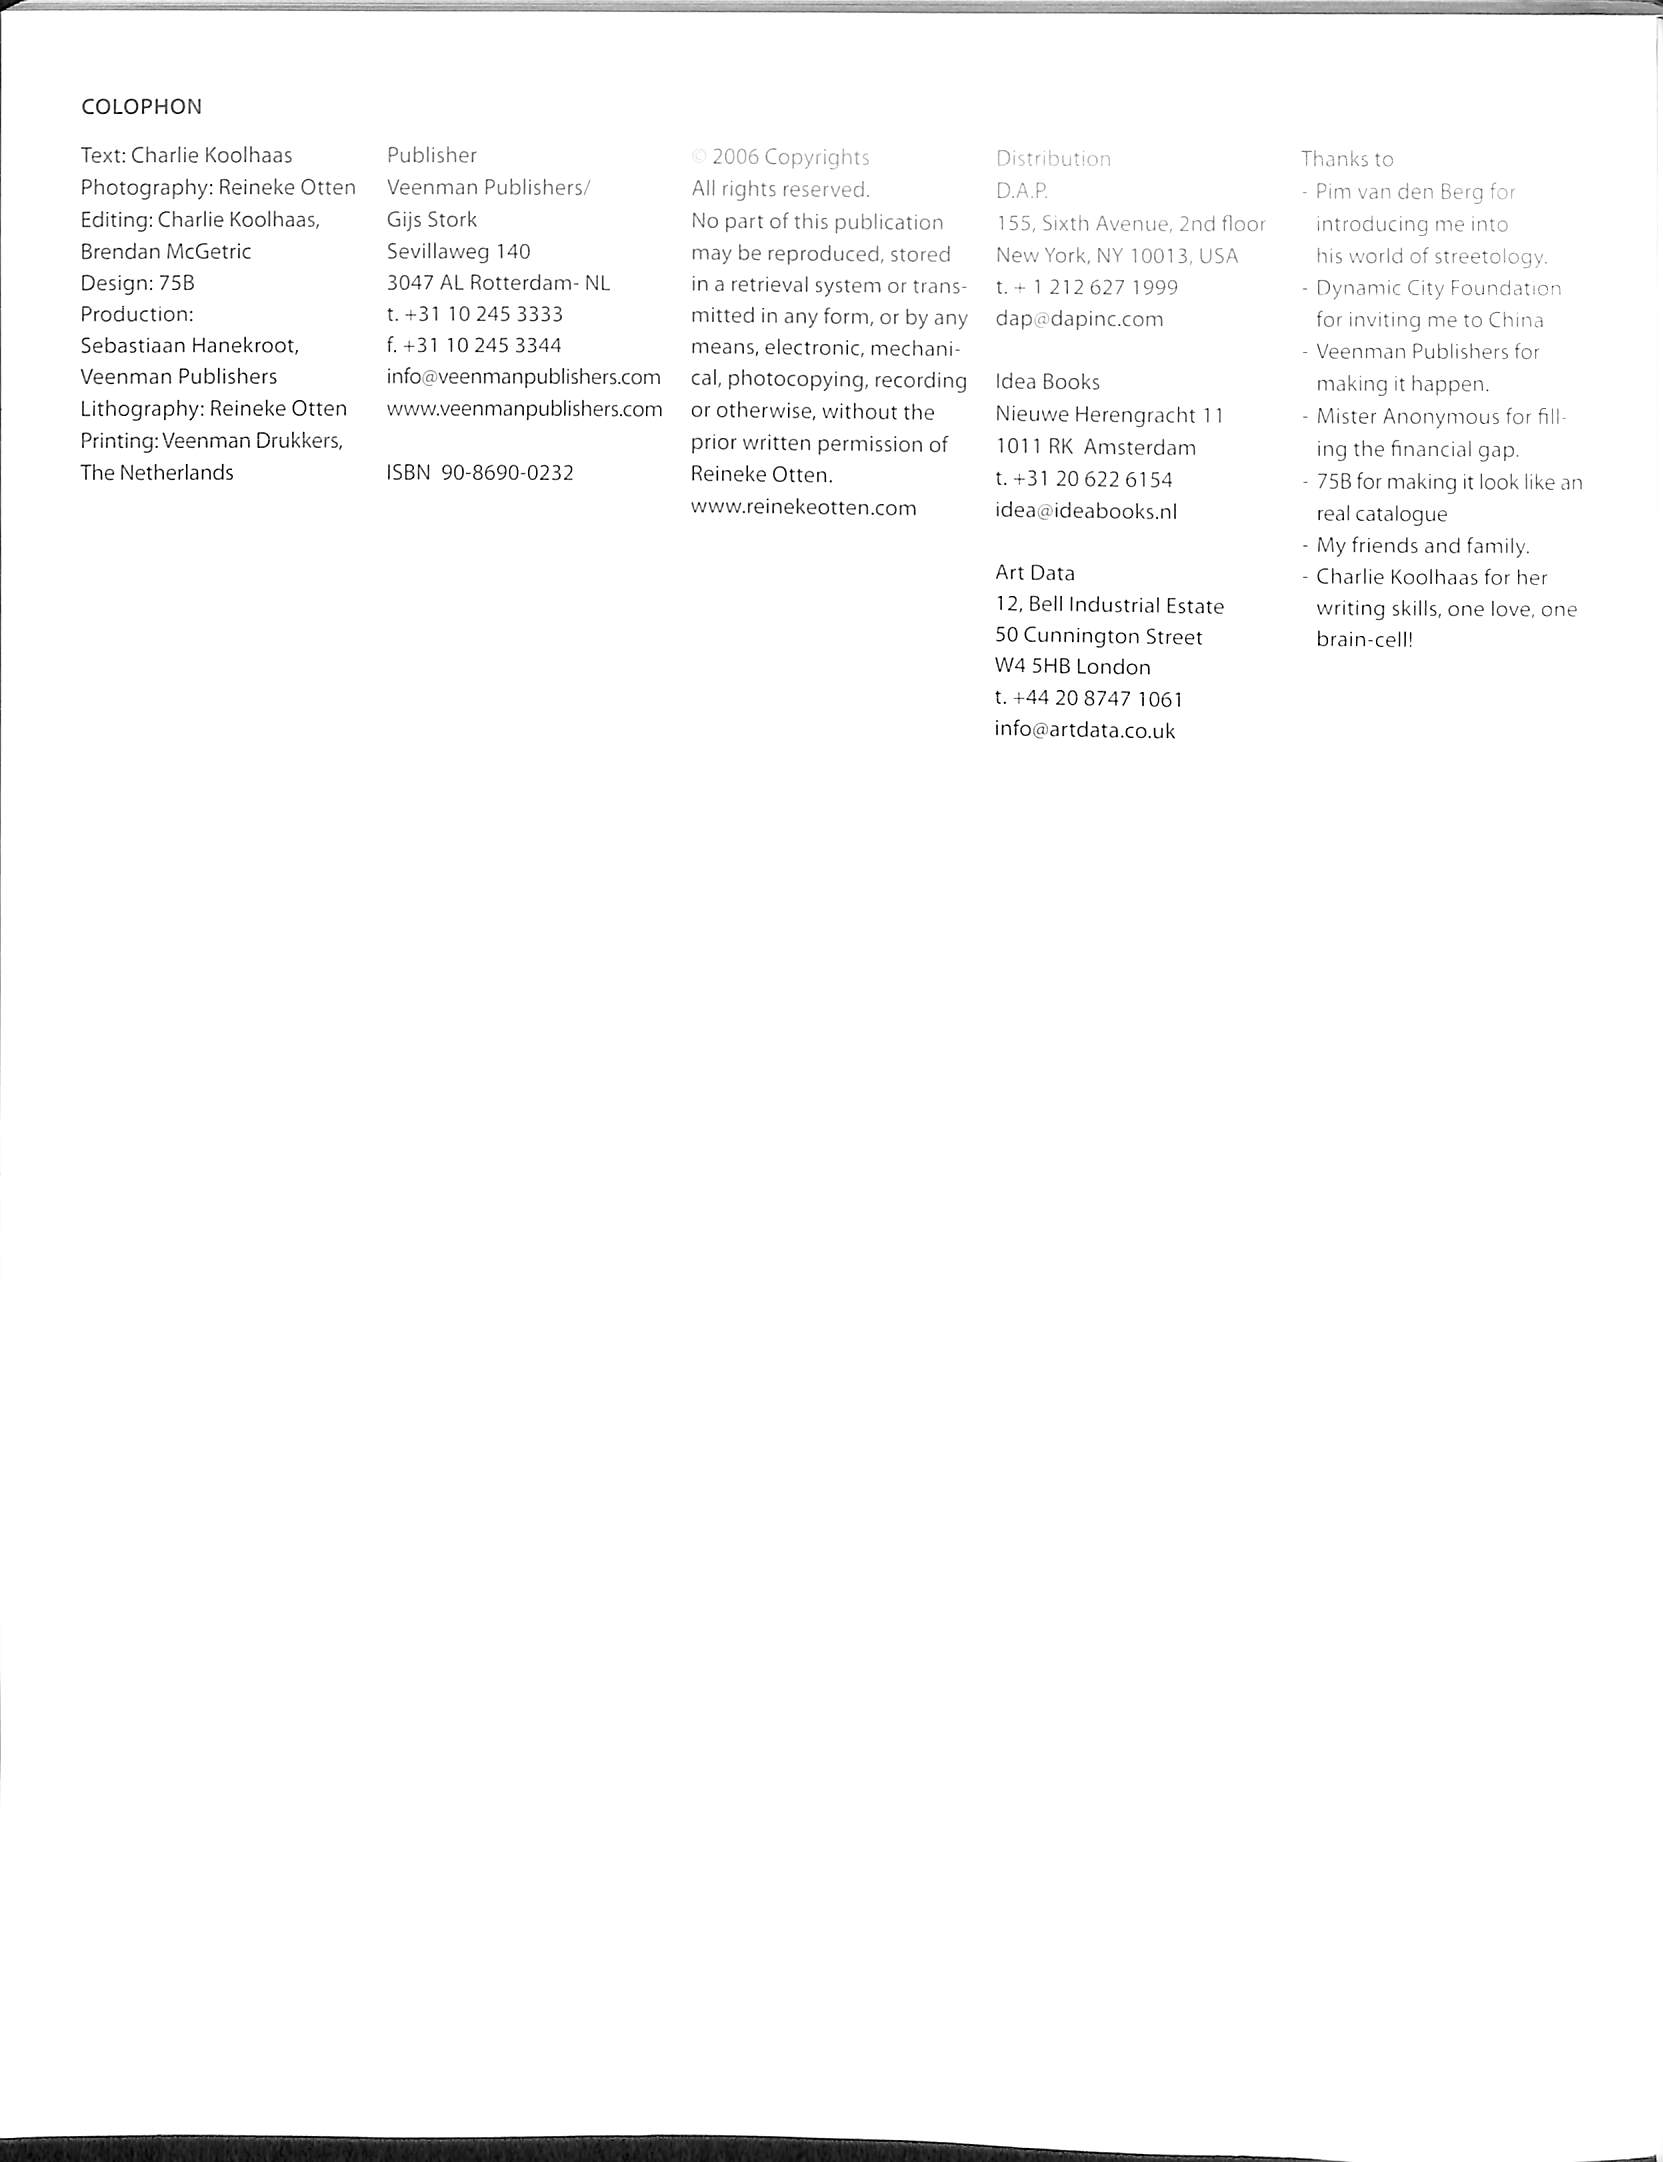 COLOPHON
Text: Charlie Koolhaas
Photography: Reineke Otten
Editing: Charlie Koolhaas,
Brendan McGetric
Design: 75B
Production:
Sebastiaan Hanekroot,
Veenman Publishers
Lithography: Reineke Otten
Printing: Veenman Drukkers,
The Netherlands
Publisher
Veenman Publishers/
Gijs Stork
Sevillaweg 140
3047 AL Rotterdam- NL
t. +31 10 245 3333
f. +31 10 245 3344
info@veenmanpublishers.com
www.veenmanpublishers.com
ISBN 90-8690-0232
© 2006 Copyrights
All rights reserved.
No part of this publication
may be reproduced, stored
in a retrieval system or trans-
mitted in any form, or by any
means, electronic, mechani-
cal, photocopying, recording
or otherwise, without the
prior written permission of
Reineke Otten.
www.reinekeotten.com
Distribution
D.A.P.
155, Sixth Avenue, 2nd floor
New York, NY 10013, USA
t. + 1 212 627 1999
dap@dapinc.com
Idea Books
Nieuwe Herengracht 11
1011 RK Amsterdam
t. +31 20 622 6154
idea@ideabooks.nl
Art Data
12, Bell Industrial Estate
50 Cunnington Street
W4 5HB London
t. +44 20 8747 1061
info@artdata.co.uk
Thanks to
- Pim van den Berg for
introducing me into
his world of streetology.
- Dynamic City Foundation
for inviting me to China
- Veenman Publishers for
making it happen.
- Mister Anonymous for fill-
ing the financial gap.
- 75B for making it look like an
real catalogue
- My friends and family.
- Charlie Koolhaas for her
writing skills, one love, one
brain-cell!